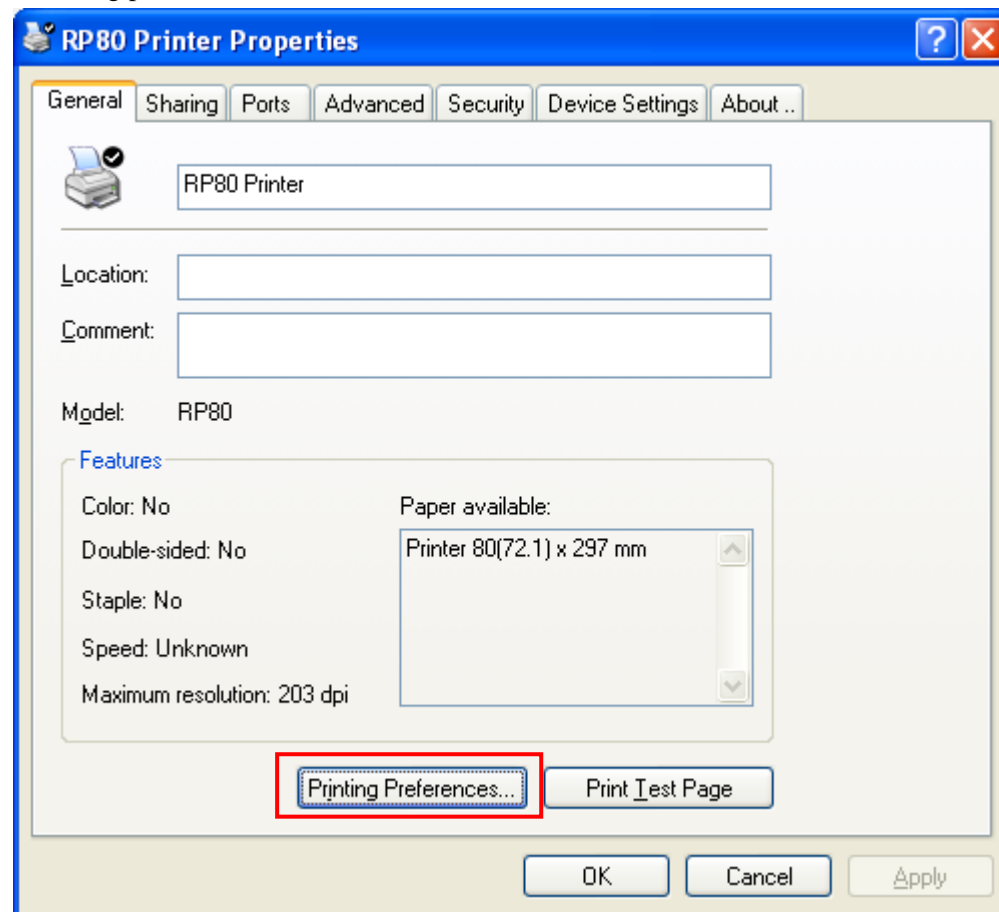 RP80 Printer Properties
General Sharing Ports Advanced Security Device Settings About ..
RP80 Printer
Location:
Comment:
Model: RP80
Features
Color: No Paper available:
Double-sided: No Printer 80(72.1) x 297 mm
Staple: No
Speed: Unknown
Maximum resolution: 203 dpi
Printing Preferences... Print Test Page
OK Cancel Apply